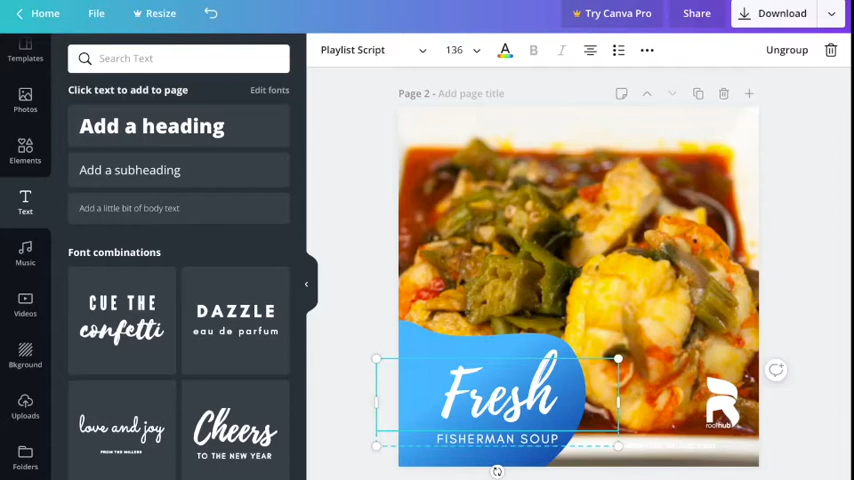 Home
File
Resize
Try Canva Pro
Share
Download
Templates
Photos
Elements
Text
Music
Videos
Bkground
Uploads
Folders
Search Text
Click text to add to page
Edit fonts
Add a heading
Add a subheading
Add a little bit of body text
Font combinations
CUE THE
confetti
DAZZLE
eau de parfum
love and joy
FROM THE MILLERS
Cheers
TO THE NEW YEAR
Playlist Script
136
A
B
I
Ungroup
Page 2 - Add page title
Fresh
FISHERMAN SOUP
roothub